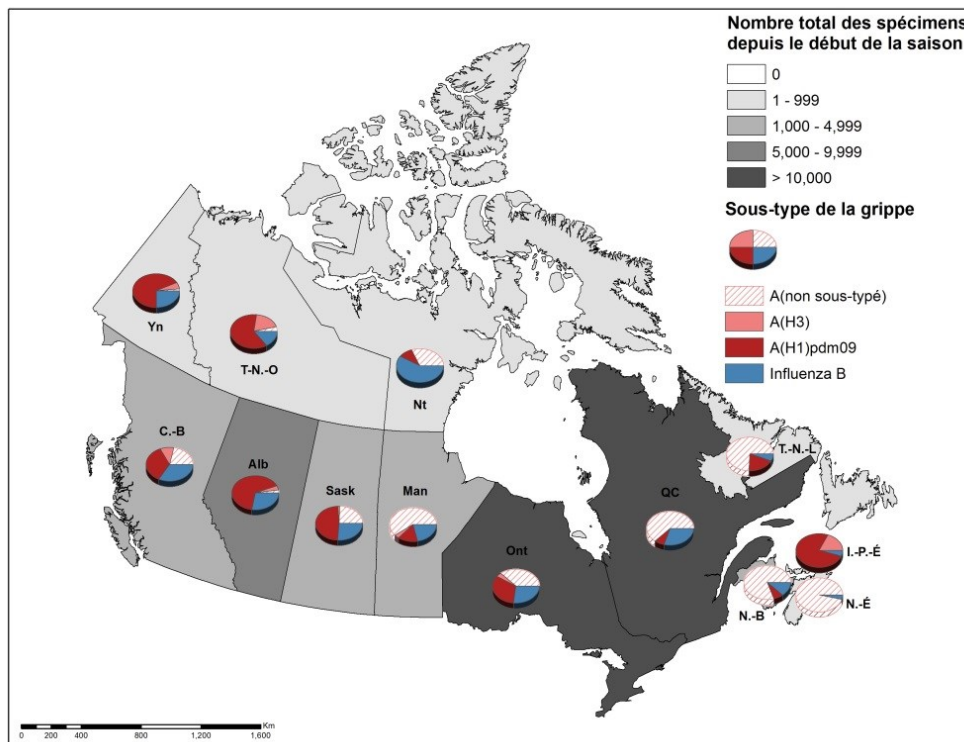 Nombre total des spécimens
depuis le début de la saison
0
1 - 999
1,000 - 4,999
5,000 - 9,999
> 10,000
Sous-type de la grippe
A(non sous-typé)
A(H3)
A(H1)pdm09
Influenza B
Yn
T-N.-O
Nt
C.-B
Alb
Sask
Man
Ont
QC
T.-N.-L
I.-P.-É
N.-B
N.-É
Km
0 200 400 800 1,200 1,600